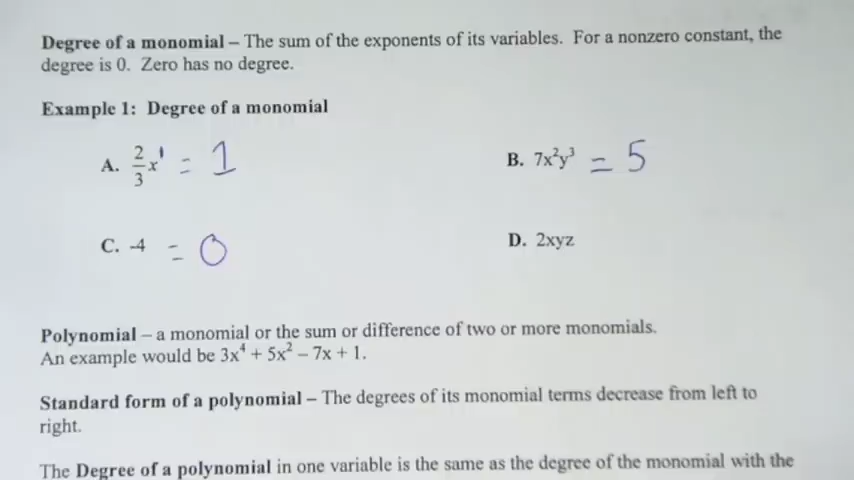 Degree of a monomial – The sum of the exponents of its variables. For a nonzero constant, the
degree is 0. Zero has no degree.
Example 1: Degree of a monomial
A. 2/3 x¹ = 1
B. 7x²y³ = 5
C. -4 = 0
D. 2xyz
Polynomial – a monomial or the sum or difference of two or more monomials.
An example would be 3x⁴ + 5x² – 7x + 1.
Standard form of a polynomial – The degrees of its monomial terms decrease from left to
right.
The Degree of a polynomial in one variable is the same as the degree of the monomial with the